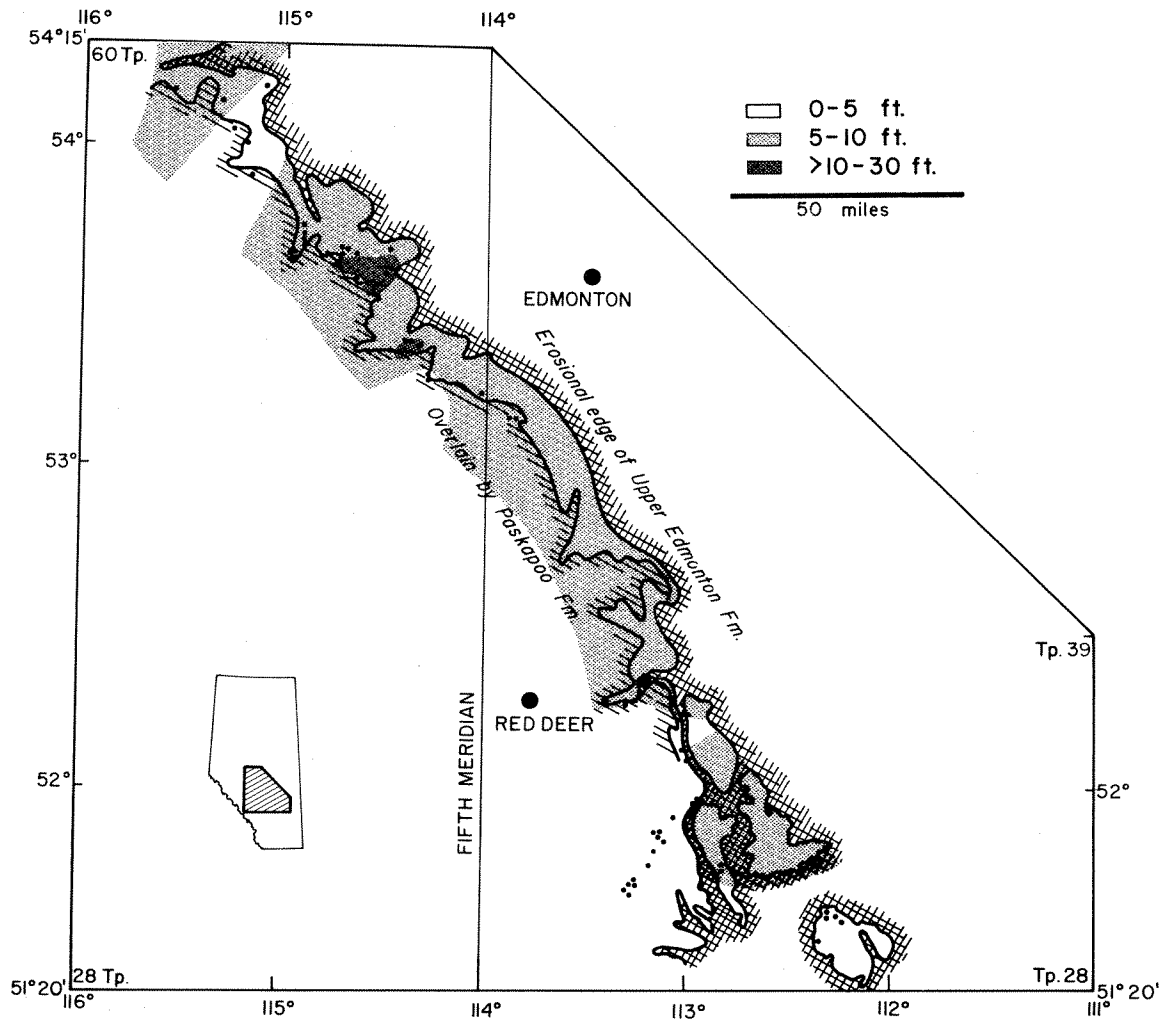 116°
115°
114°
54°15'
60 Tp.
0-5 ft.
5-10 ft.
>10-30 ft.
50 miles
54°
EDMONTON
Erosional edge of Upper Edmonton Fm.
Overlain by Paskapoo Fm.
53°
Tp. 39
RED DEER
FIFTH MERIDIAN
52°
52°
28 Tp.
Tp. 28
51°20'
51°20'
116°
115°
114°
113°
112°
111°